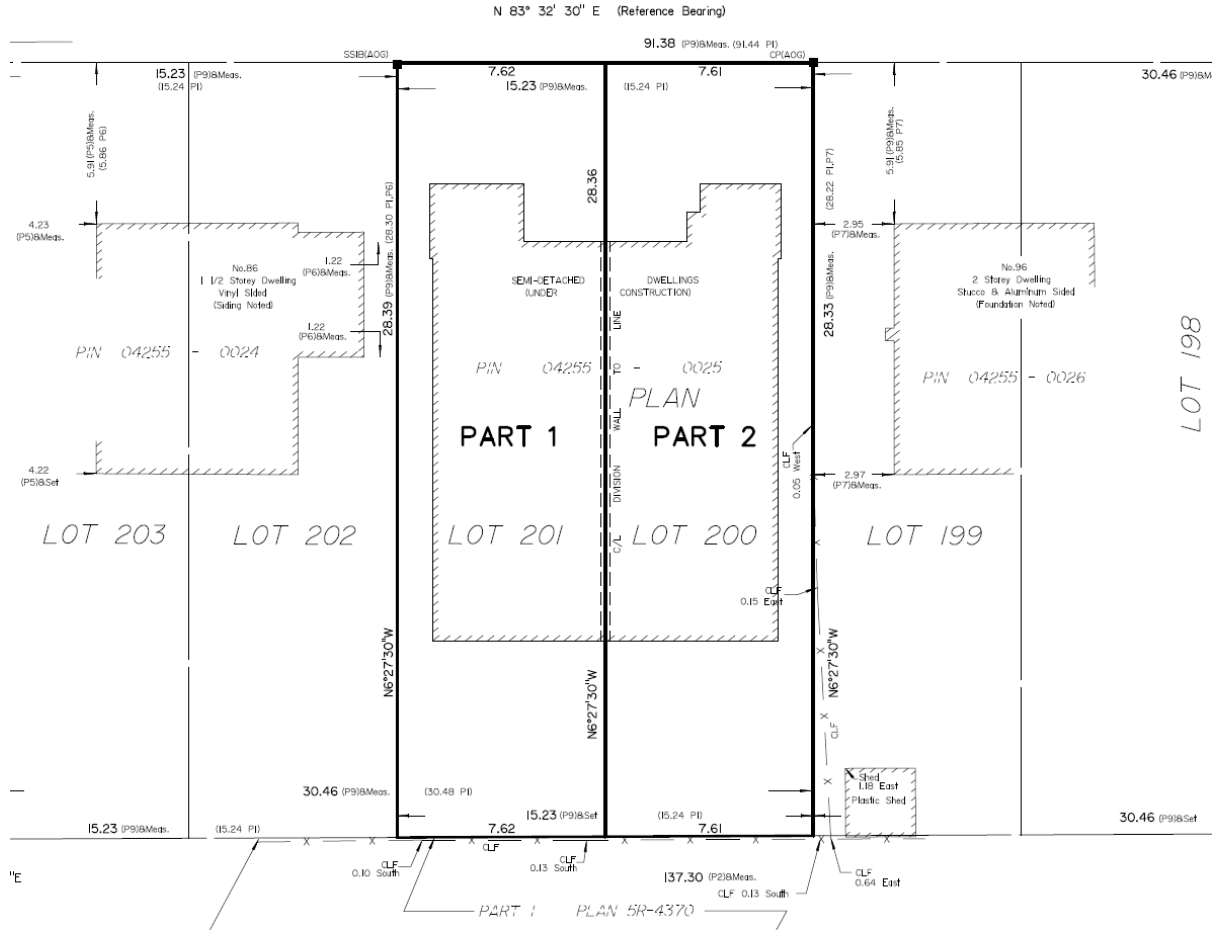 N 83° 32' 30" E (Reference Bearing)
91.38 (P9)&Meas. (91.44 P1)
SSIB(AOG)
CP(AOG)
15.23 (P9)&Meas.
(15.24 P1)
7.62
7.61
15.23 (P9)&Meas.
(15.24 P1)
30.46 (P9)&M
5.91 (P5)&Meas.
(5.86 P6)
28.39 (P9)&Meas. (28.30 P1,P6)
28.36
28.33 (P9)&Meas.
(28.22 P1,P7)
5.91 (P9)&Meas.
(5.85 P7)
4.23
(P5)&Meas.
2.95
(P7)&Meas.
1.22
(P6)&Meas.
No.86
1 1/2 Storey Dwelling
Vinyl Sided
(Siding Noted)
SEMI-DETACHED DWELLINGS
(UNDER CONSTRUCTION)
No.96
2 Storey Dwelling
Stucco & Aluminum Sided
(Foundation Noted)
1.22
(P6)&Meas.
PIN 04255 - 0024
PIN 04255 - 0025
PIN 04255 - 0026
LOT 198
PLAN
PART 1
PART 2
C/L DIVISION WALL TO LINE
CLF
0.05 West
4.22
(P5)&Set
2.97
(P7)&Meas.
LOT 203
LOT 202
LOT 201
LOT 200
LOT 199
CLF
0.15 East
N6°27'30"W
N6°27'30"W
N6°27'30"W
CLF
Shed
1.18 East
Plastic Shed
30.46 (P9)&Meas.
(30.48 P1)
15.23 (P9)&Meas.
(15.24 P1)
15.23 (P9)&Set
(15.24 P1)
30.46 (P9)&Set
7.62
7.61
CLF
CLF
0.10 South
CLF
0.13 South
137.30 (P2)&Meas.
CLF 0.13 South
CLF
0.64 East
"E
PART 1 PLAN 5R-4370